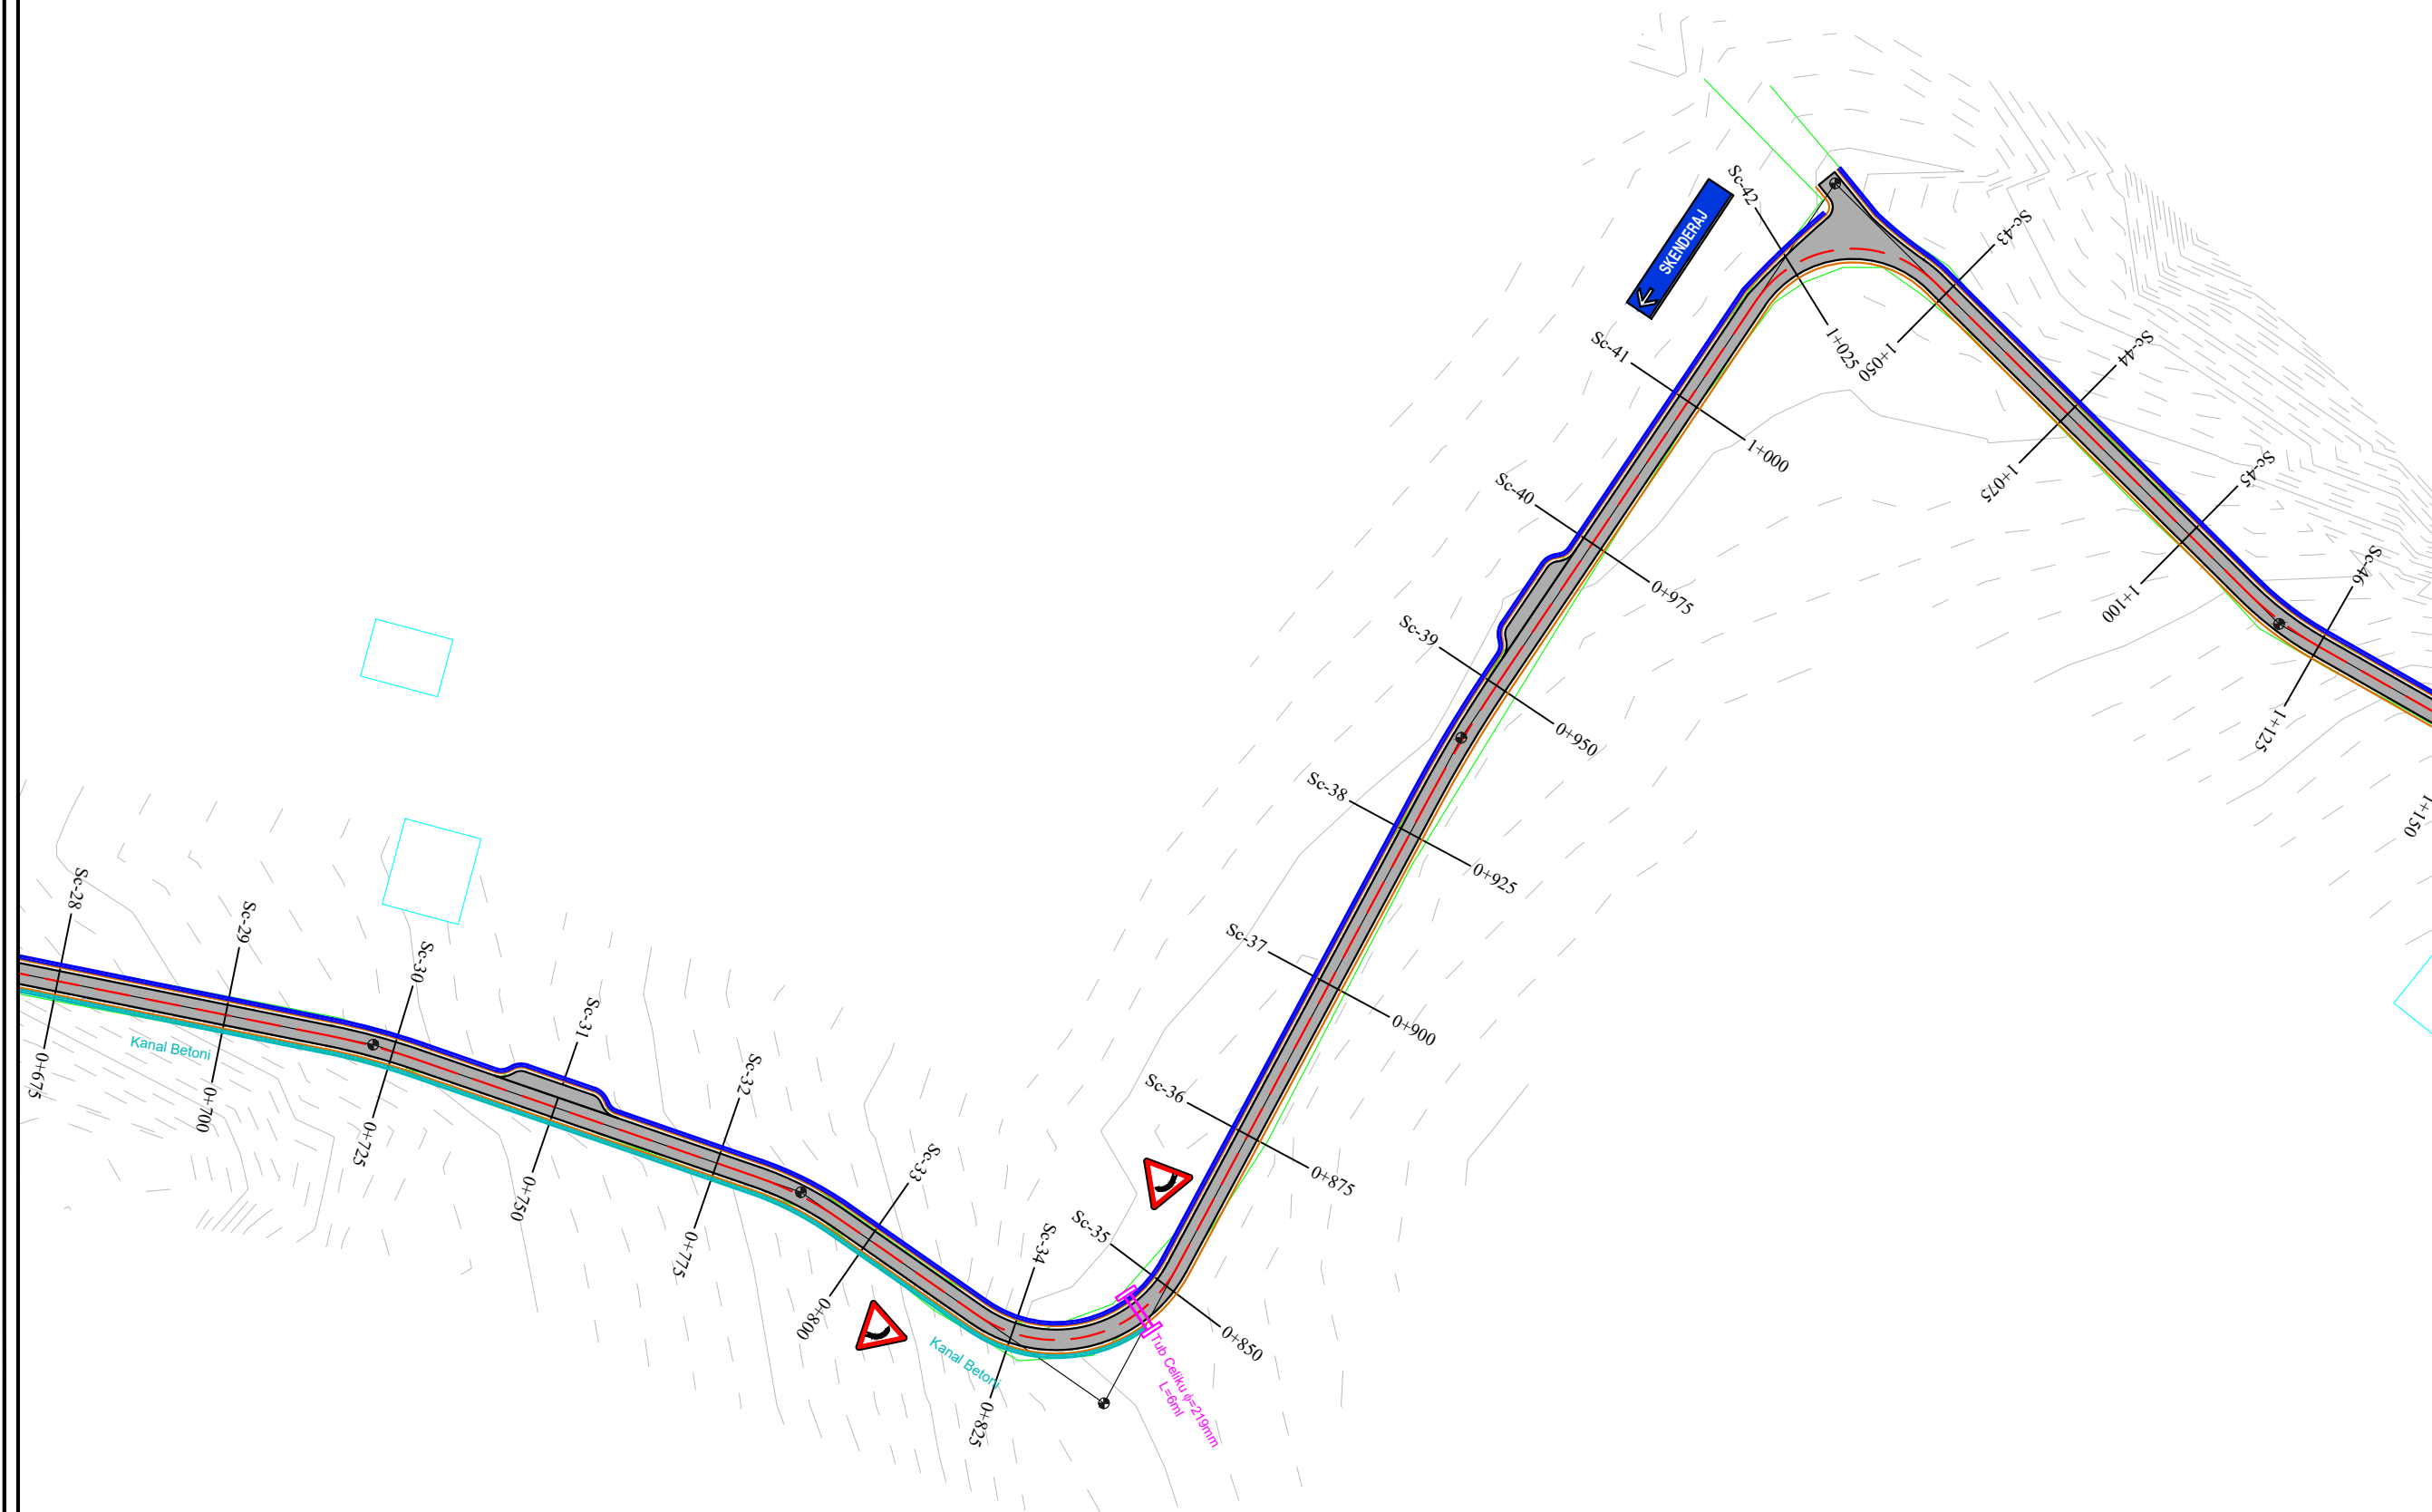 Sc-28
0+675
Sc-29
0+700
Sc-30
0+725
Sc-31
0+750
Sc-32
0+775
Sc-33
0+800
Sc-34
0+825
Sc-35
0+850
Sc-36
0+875
Sc-37
0+900
Sc-38
0+925
Sc-39
0+950
Sc-40
0+975
Sc-41
1+000
Sc-42
1+025
Sc-43
1+050
Sc-44
1+075
Sc-45
1+100
Sc-46
1+125
1+150
SKENDERAJ
Kanal Betoni
Kanal Betoni
Tub Celiku ϕ=219mm
L=6ml